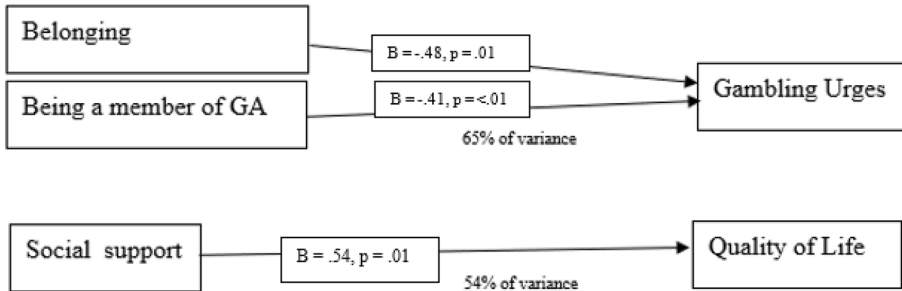 Belonging
B = -.48, p = .01
Gambling Urges
Being a member of GA
B = -.41, p = <.01
65% of variance
Social support
B = .54, p = .01
Quality of Life
54% of variance